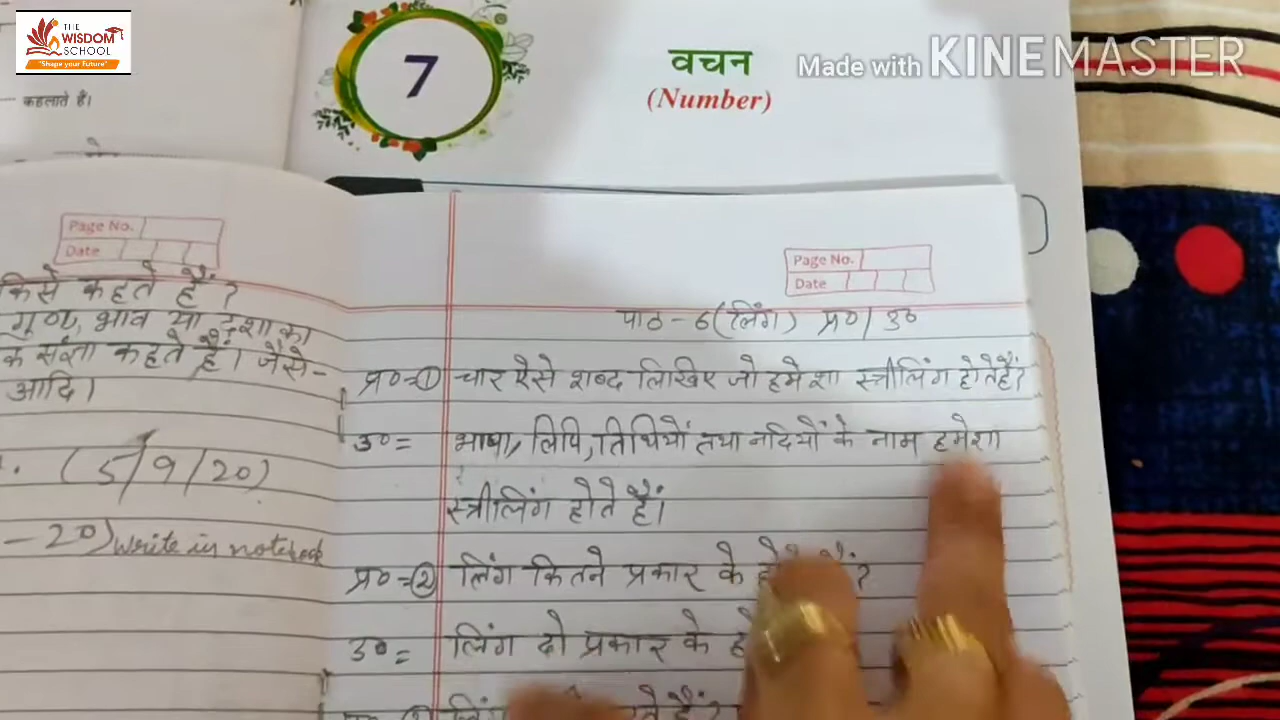 THE
WISDOM
SCHOOL
"Shape your Future"
कहलाते हैं।
7
वचन
(Number)
Made with KINEMASTER
Page No.
Date
किसे कहते हैं?
गुण, भाव या दशा का
कहते हैं। जैसे-
आदि।
(5/9/20)
- 20) write in notebook
Page No.
Date
पाठ - 6 (लिंग) प्र०/उ०
प्र०=① चार ऐसे शब्द लिखिए जो हमेशा स्त्रीलिंग होते हैं?
उ०= भाषा, लिपि, तिथियों तथा नदियों के नाम हमेशा
स्त्रीलिंग होते हैं।
प्र०=② लिंग कितने प्रकार के
उ०= लिंग दो प्रकार के
लिंग